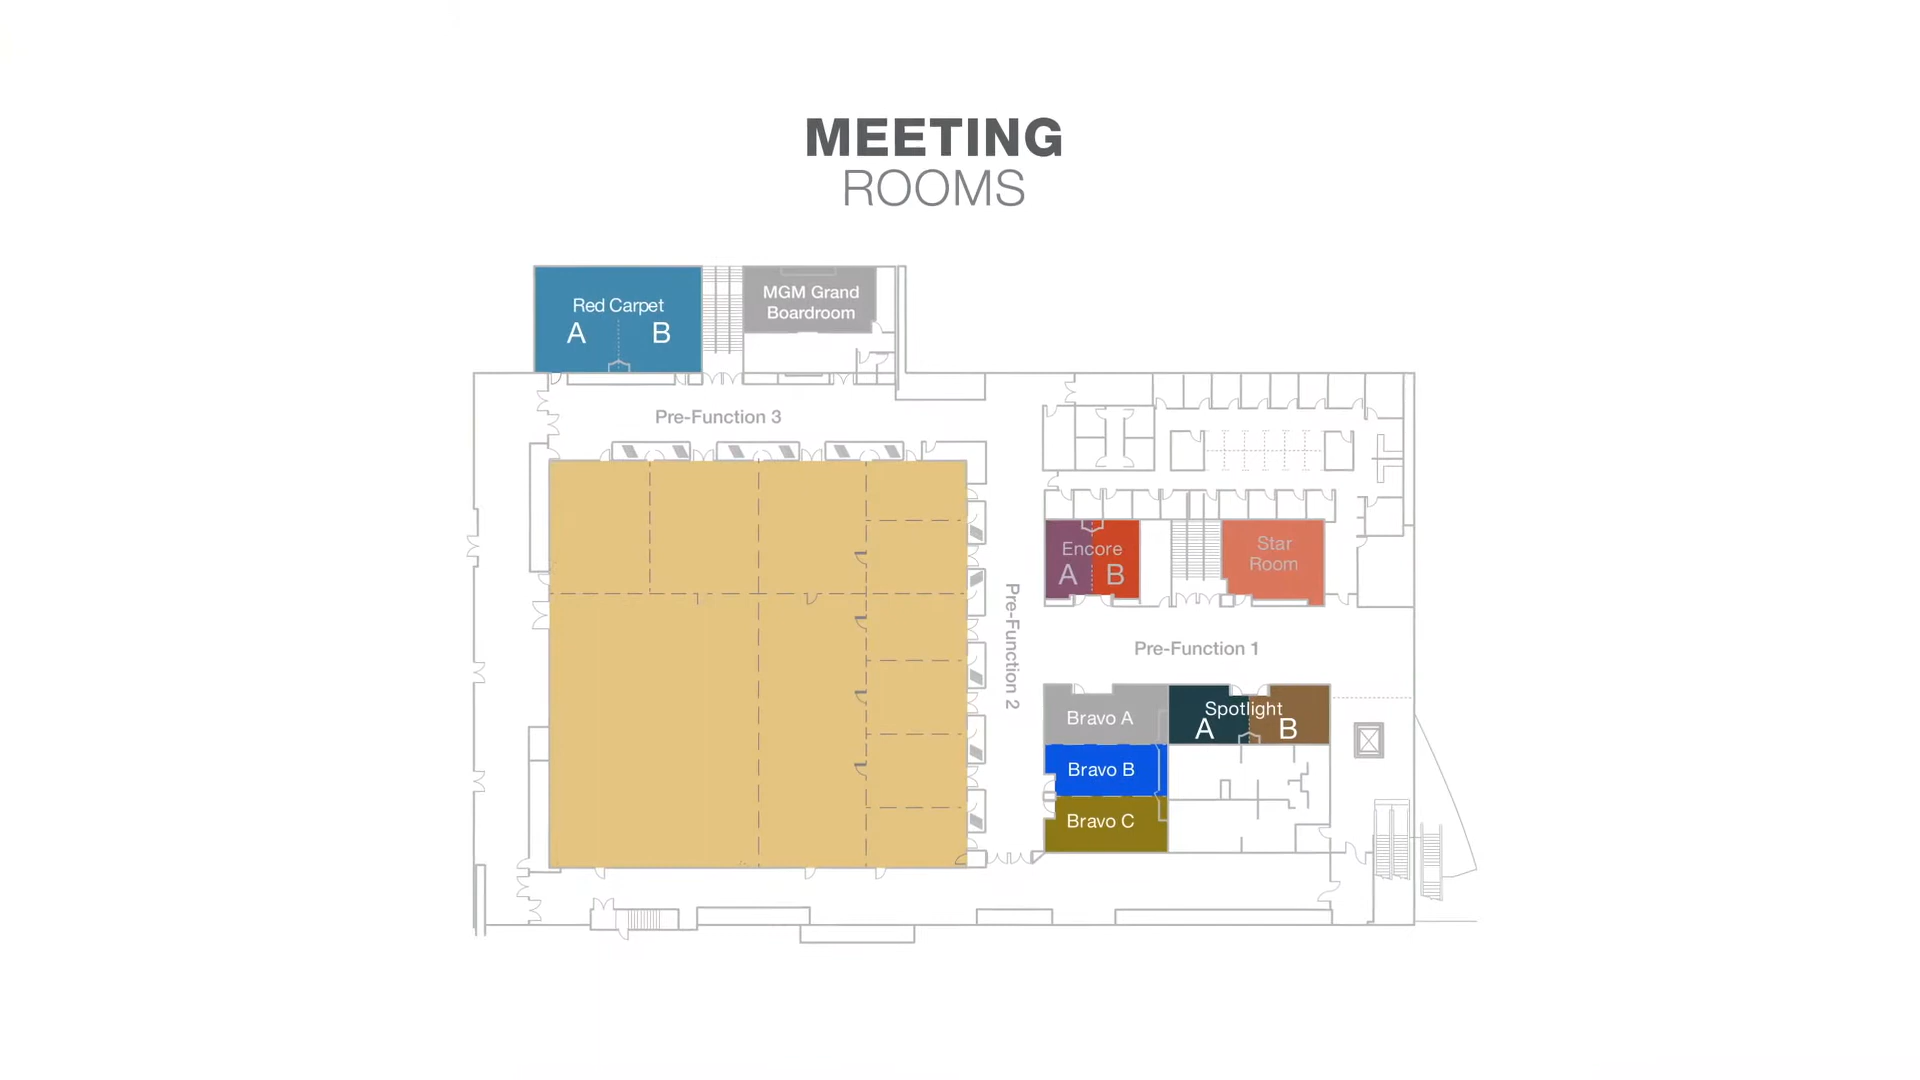 MEETING
ROOMS
Red Carpet
A B
MGM Grand
Boardroom
Pre-Function 3
Encore
A B
Star
Room
Pre-Function 2
Pre-Function 1
Bravo A
Spotlight
A B
Bravo B
Bravo C